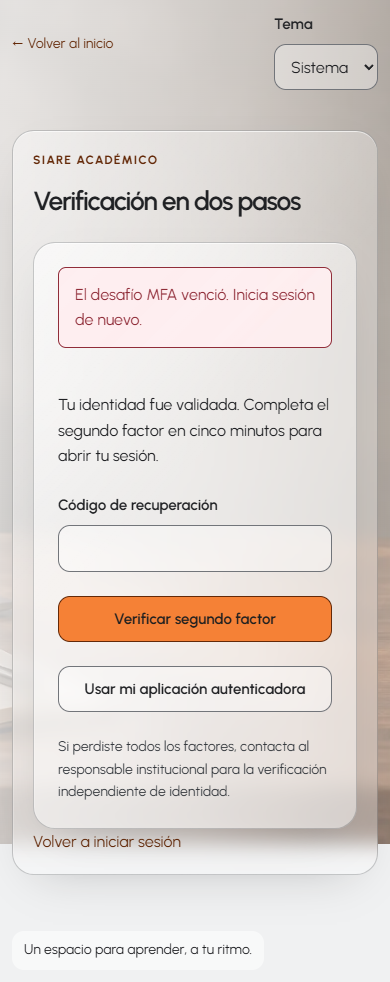 Tema
← Volver al inicio
Sistema
SIARE ACADÉMICO
Verificación en dos pasos
El desafío MFA venció. Inicia sesión
de nuevo.
Tu identidad fue validada. Completa el
segundo factor en cinco minutos para
abrir tu sesión.
Código de recuperación
Verificar segundo factor
Usar mi aplicación autenticadora
Si perdiste todos los factores, contacta al
responsable institucional para la verificación
independiente de identidad.
Volver a iniciar sesión
Un espacio para aprender, a tu ritmo.